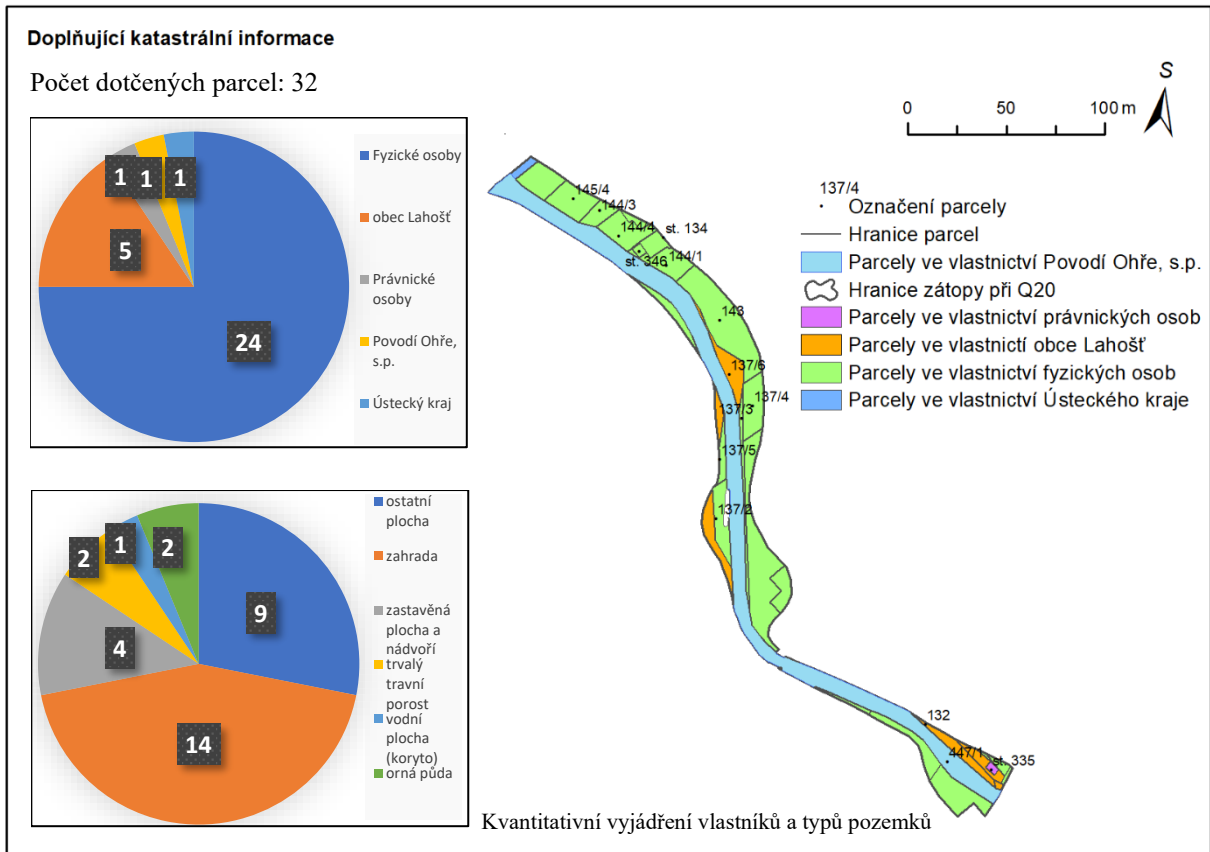 Doplňující katastrální informace
Počet dotčených parcel: 32
24
5
1
1
1
Fyzické osoby
obec Lahošť
Právnické
osoby
Povodí Ohře,
s.p.
Ústecký kraj
9
14
4
2
1
2
ostatní
plocha
zahrada
zastavěná
plocha a
nádvoří
trvalý
travní
porost
vodní
plocha
(koryto)
orná půda
S
0 50 100 m
137/4
Označení parcely
Hranice parcel
Parcely ve vlastnictví Povodí Ohře, s.p.
Hranice zátopy při Q20
Parcely ve vlastnictví právnických osob
Parcely ve vlastnictí obce Lahošť
Parcely ve vlastnictví fyzických osob
Parcely ve vlastnictví Ústeckého kraje
145/4
144/3
144/4
st. 134
st. 346
144/1
143
137/6
137/4
137/3
137/5
137/2
132
447/1
st. 335
Kvantitativní vyjádření vlastníků a typů pozemků